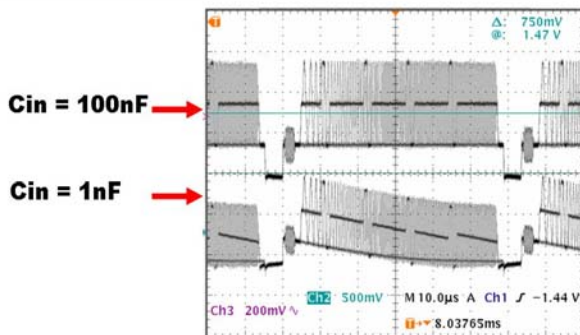 Δ: 750mV
@: 1.47 V
Cin = 100nF
Cin = 1nF
Ch2 500mV M 10.0µs A Ch1 ʃ −1.44 V
Ch3 200mV∿
T→▾ 8.03765ms